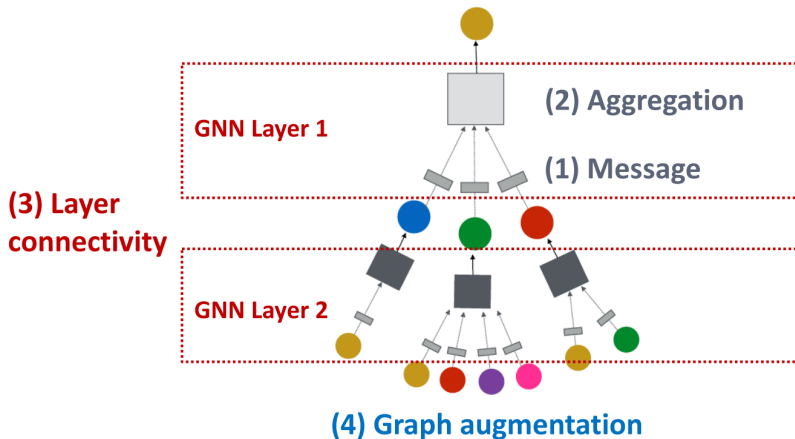 (2) Aggregation
GNN Layer 1
(1) Message
(3) Layer
connectivity
GNN Layer 2
(4) Graph augmentation